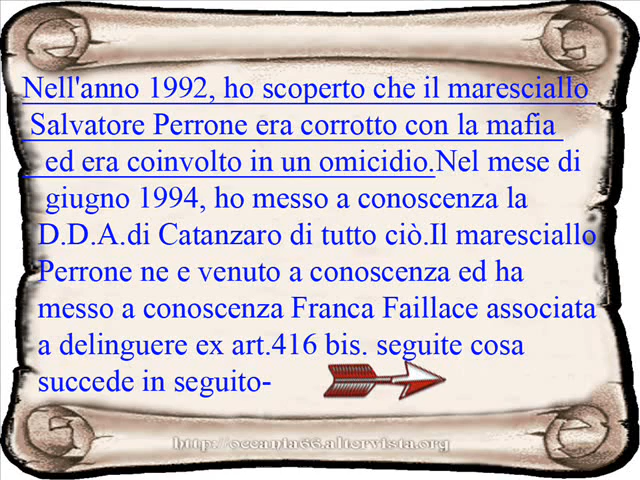 Nell'anno 1992, ho scoperto che il maresciallo
Salvatore Perrone era corrotto con la mafia
ed era coinvolto in un omicidio.Nel mese di
giugno 1994, ho messo a conoscenza la
D.D.A.di Catanzaro di tutto ciò.Il maresciallo
Perrone ne e venuto a conoscenza ed ha
messo a conoscenza Franca Faillace associata
a delinguere ex art.416 bis. seguite cosa
succede in seguito-
http://oceania66.altervista.org